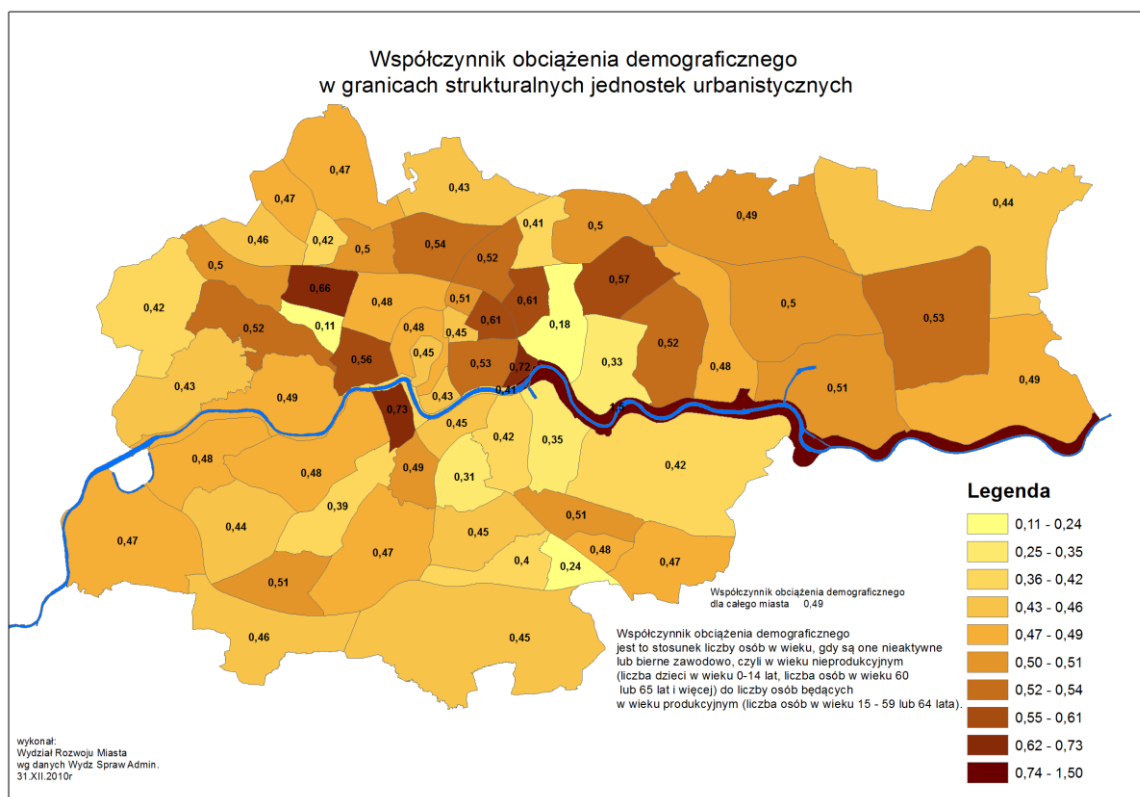 Współczynnik obciążenia demograficznego
w granicach strukturalnych jednostek urbanistycznych
0,47
0,47
0,43
0,44
0,46
0,42
0,5
0,54
0,41
0,5
0,49
0,52
0,5
0,42
0,66
0,48
0,51
0,61
0,61
0,57
0,5
0,53
0,52
0,11
0,48
0,45
0,18
0,33
0,52
0,56
0,45
0,53
0,72
0,48
0,43
0,49
0,43
0,41
0,51
0,49
0,73
0,45
0,42
0,35
0,48
0,48
0,49
0,31
0,42
0,47
0,44
0,39
0,47
0,45
0,51
0,51
0,4
0,48
0,24
0,47
0,46
0,45
Współczynnik obciążenia demograficznego
dla całego miasta 0,49
Współczynnik obciążenia demograficznego
jest to stosunek liczby osób w wieku, gdy są one nieaktywne
lub bierne zawodowo, czyli w wieku nieprodukcyjnym
(liczba dzieci w wieku 0-14 lat, liczba osób w wieku 60
lub 65 lat i więcej) do liczby osób będących
w wieku produkcyjnym (liczba osób w wieku 15 - 59 lub 64 lata).
Legenda
0,11 - 0,24
0,25 - 0,35
0,36 - 0,42
0,43 - 0,46
0,47 - 0,49
0,50 - 0,51
0,52 - 0,54
0,55 - 0,61
0,62 - 0,73
0,74 - 1,50
wykonał:
Wydział Rozwoju Miasta
wg danych Wydz Spraw Admin.
31.XII.2010r